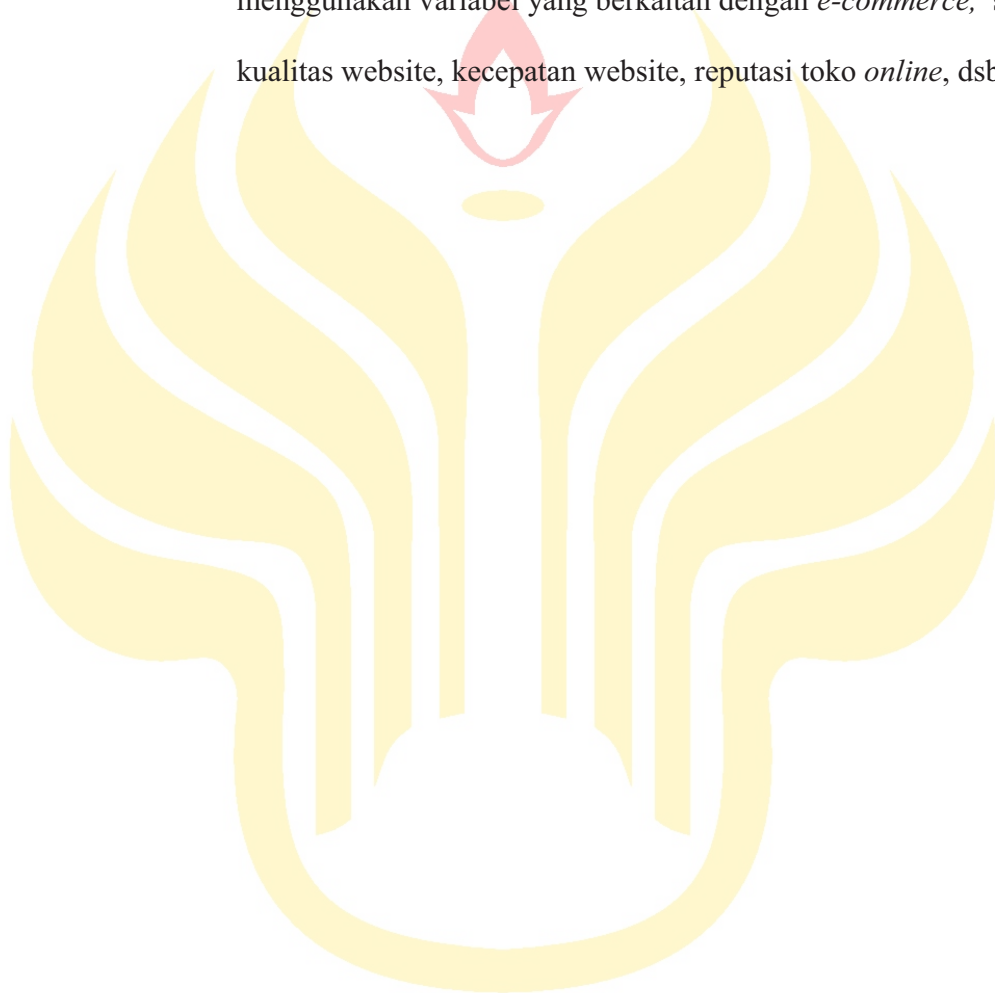 menggunakan variabel yang berkaitan dengan e-commerce,
kualitas website, kecepatan website, reputasi toko online, dsb